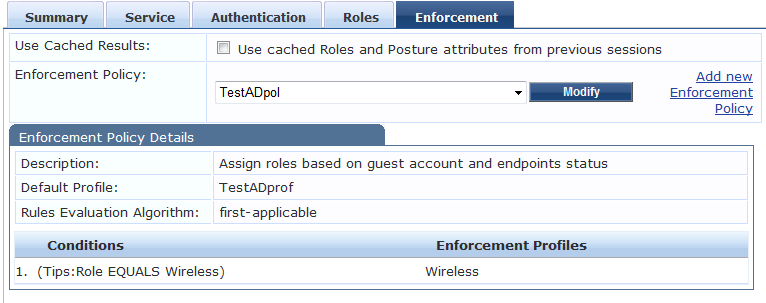 Summary Service Authentication Roles Enforcement
Use Cached Results: Use cached Roles and Posture attributes from previous sessions
Enforcement Policy: TestADpol Modify Add new
Enforcement
Policy
Enforcement Policy Details
Description: Assign roles based on guest account and endpoints status
Default Profile: TestADprof
Rules Evaluation Algorithm: first-applicable
Conditions Enforcement Profiles
1. (Tips:Role EQUALS Wireless) Wireless